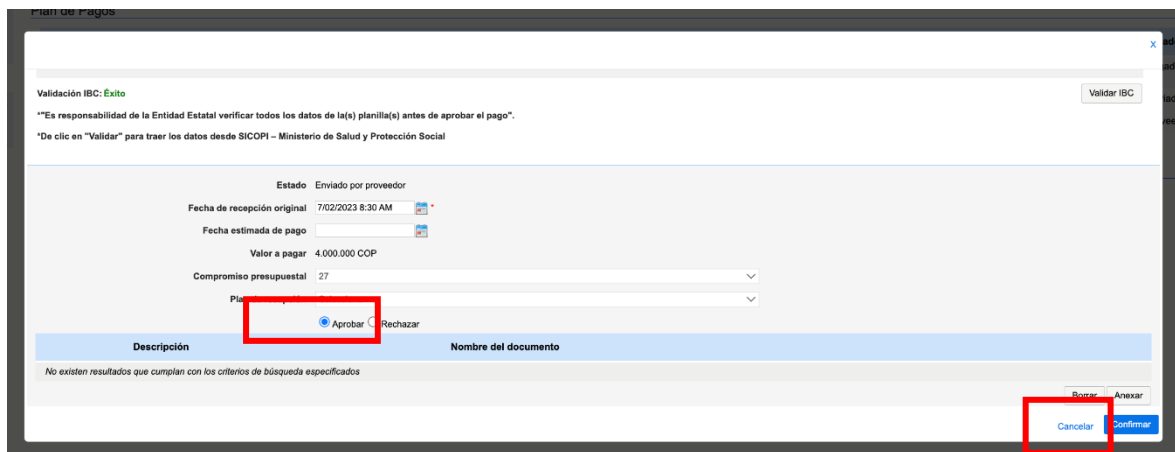 Plan de Pagos
x
Validación IBC: Éxito
Validar IBC
*"Es responsabilidad de la Entidad Estatal verificar todos los datos de la(s) planilla(s) antes de aprobar el pago".
*De clic en "Validar" para traer los datos desde SICOPI – Ministerio de Salud y Protección Social
Estado Enviado por proveedor
Fecha de recepción original 7/02/2023 8:30 AM *
Fecha estimada de pago
Valor a pagar 4.000.000 COP
Compromiso presupuestal 27
Aprobar Rechazar
Descripción Nombre del documento
No existen resultados que cumplan con los criterios de búsqueda especificados
Borrar Anexar
Cancelar Confirmar